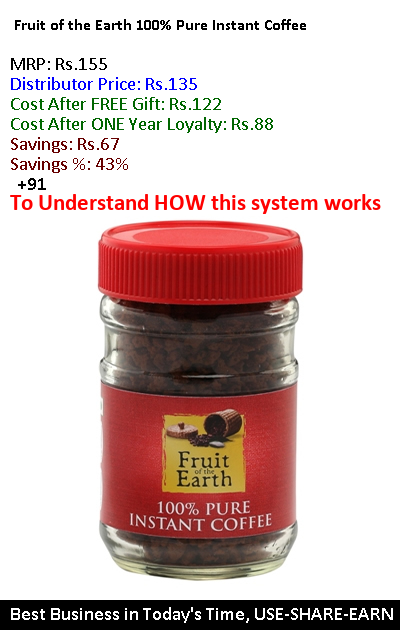 Fruit of the Earth 100% Pure Instant Coffee
MRP: Rs.155
Distributor Price: Rs.135
Cost After FREE Gift: Rs.122
Cost After ONE Year Loyalty: Rs.88
Savings: Rs.67
Savings %: 43%
+91
To Understand HOW this system works
Fruit
of the
Earth
100% PURE
INSTANT COFFEE
Best Business in Today's Time, USE-SHARE-EARN